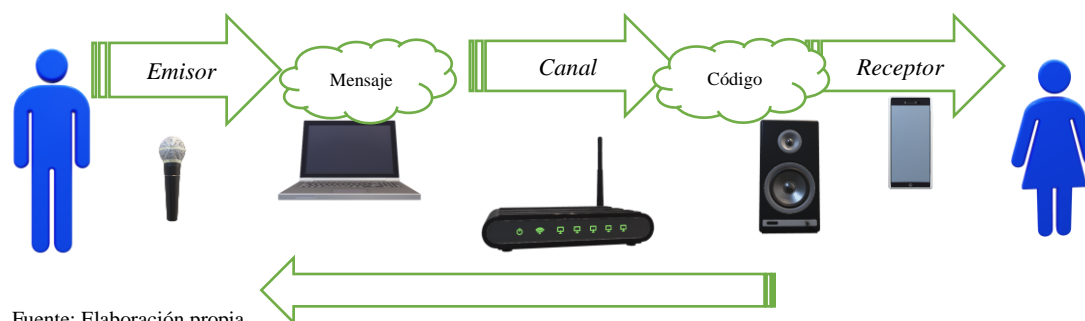 Emisor
Mensaje
Canal
Código
Receptor
Fuente: Elaboración propia